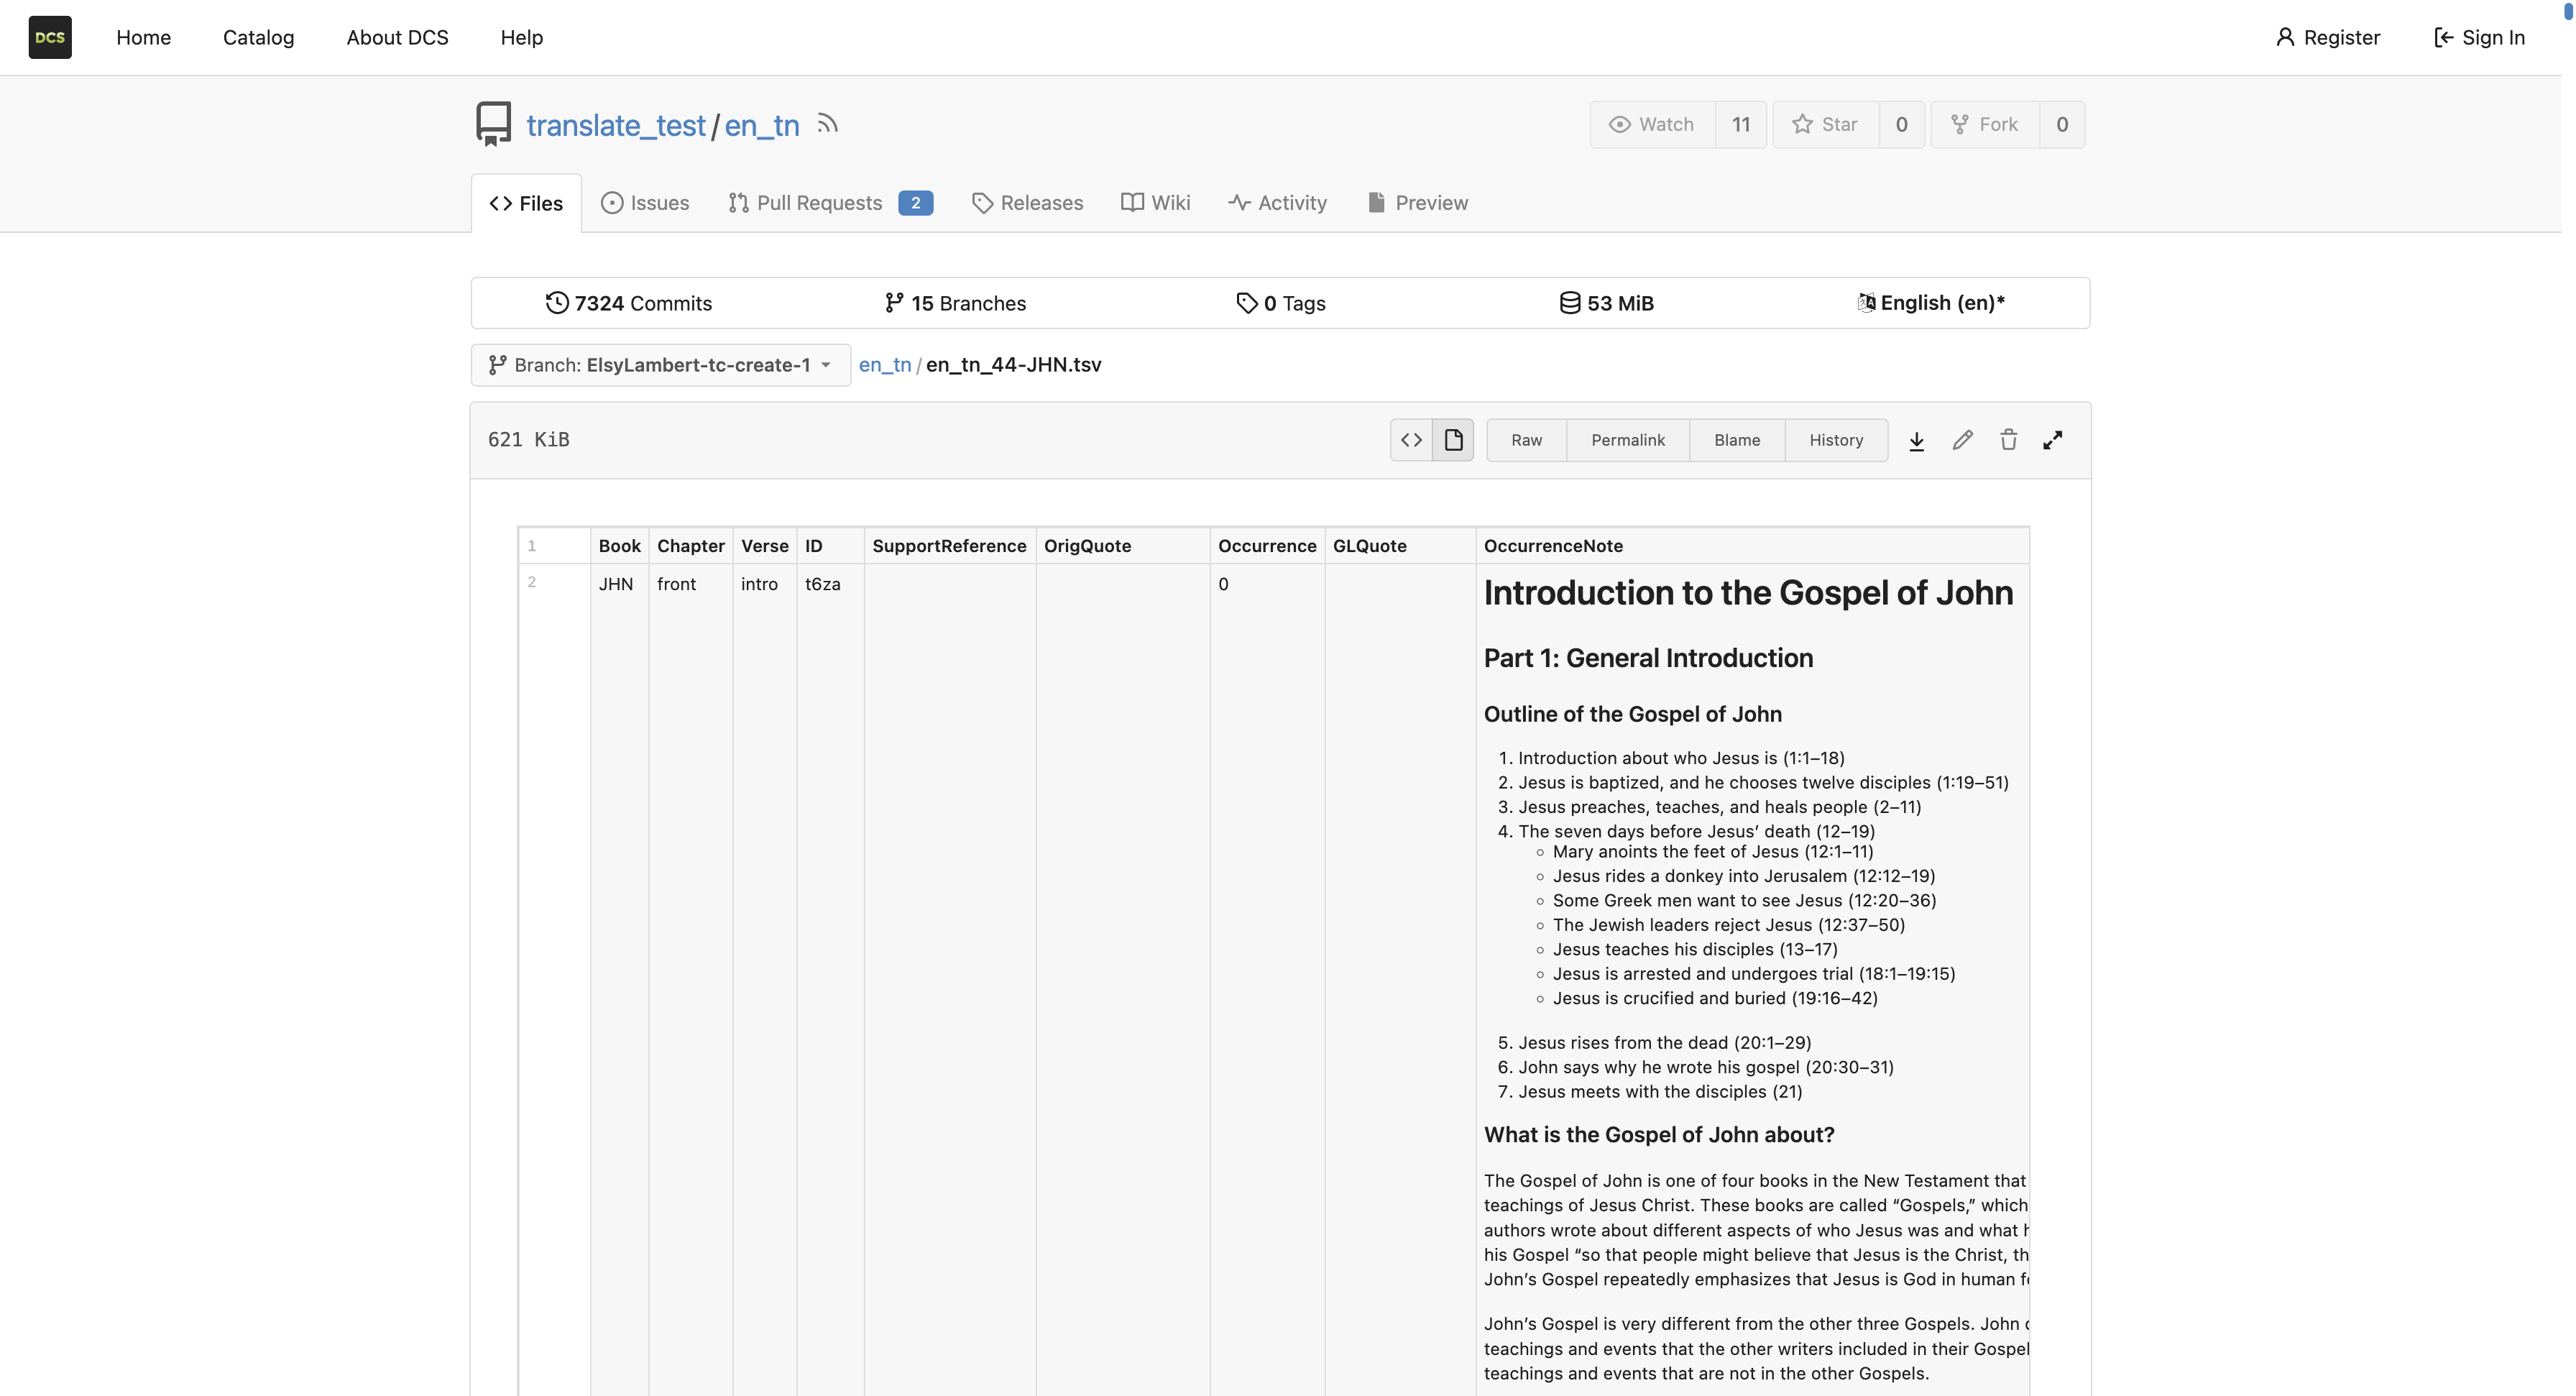 DCS Home Catalog About DCS Help Register Sign In
translate_test / en_tn Watch 11 Star 0 Fork 0
Files Issues Pull Requests 2 Releases Wiki Activity Preview
7324 Commits 15 Branches 0 Tags 53 MiB English (en)*
Branch: ElsyLambert-tc-create-1 en_tn / en_tn_44-JHN.tsv
621 KiB Raw Permalink Blame History
1 Book Chapter Verse ID SupportReference OrigQuote Occurrence GLQuote OccurrenceNote
2 JHN front intro t6za 0 Introduction to the Gospel of John
Part 1: General Introduction
Outline of the Gospel of John
1. Introduction about who Jesus is (1:1–18)
2. Jesus is baptized, and he chooses twelve disciples (1:19–51)
3. Jesus preaches, teaches, and heals people (2–11)
4. The seven days before Jesus’ death (12–19)
Mary anoints the feet of Jesus (12:1–11)
Jesus rides a donkey into Jerusalem (12:12–19)
Some Greek men want to see Jesus (12:20–36)
The Jewish leaders reject Jesus (12:37–50)
Jesus teaches his disciples (13–17)
Jesus is arrested and undergoes trial (18:1–19:15)
Jesus is crucified and buried (19:16–42)
5. Jesus rises from the dead (20:1–29)
6. John says why he wrote his gospel (20:30–31)
7. Jesus meets with the disciples (21)
What is the Gospel of John about?
The Gospel of John is one of four books in the New Testament that
teachings of Jesus Christ. These books are called “Gospels,” which
authors wrote about different aspects of who Jesus was and what
his Gospel “so that people might believe that Jesus is the Christ,
John’s Gospel repeatedly emphasizes that Jesus is God in human
John’s Gospel is very different from the other three Gospels. John
teachings and events that the other writers included in their
teachings and events that are not in the other Gospels.